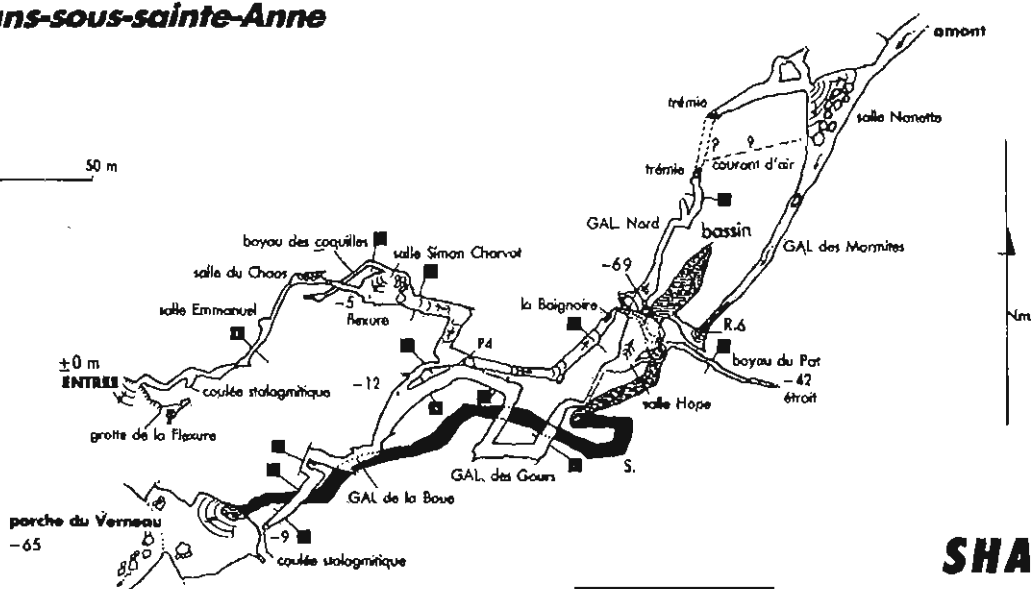 ns-sous-sainte-Anne
amont
trémie
salle Nanette
? ?
50 m
trémie
courant d'air
GAL. Nord
bassin
boyau des coquilles
salle Simon Charvot
GAL des Marmites
salle du Chaos
-69
-5
la Baignoire
salle Emmanuel
flexure
Nm
R.6
P4
boyau du Pat
±0 m
ENTREE
-12
-42
étroit
coulée stalagmitique
salle Hope
grotte de la Flexure
GAL. des Gours
S.
GAL de la Boue
porche du Verneau
-65
-9
coulée stalagmitique
SHA